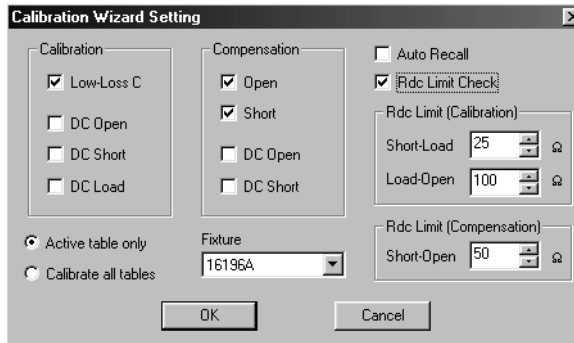 Calibration Wizard Setting
Calibration
Low-Loss C
DC Open
DC Short
DC Load
Compensation
Open
Short
DC Open
DC Short
Auto Recall
Rdc Limit Check
Rdc Limit (Calibration)
Short-Load 25 Ω
Load-Open 100 Ω
Rdc Limit (Compensation)
Short-Open 50 Ω
Active table only
Calibrate all tables
Fixture
16196A
OK
Cancel